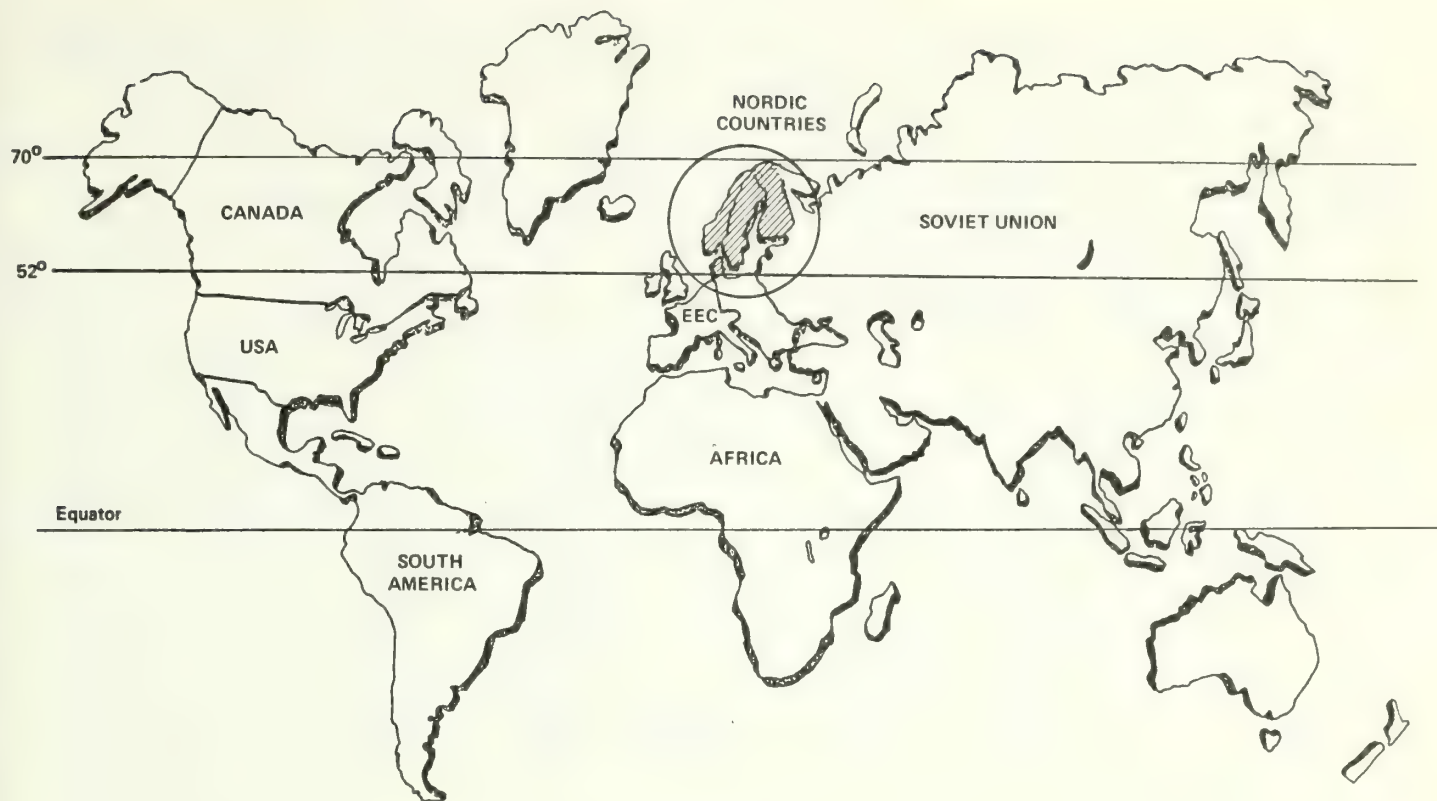 NORDIC
COUNTRIES
70°
CANADA
SOVIET UNION
52°
EEC
USA
AFRICA
Equator
SOUTH
AMERICA